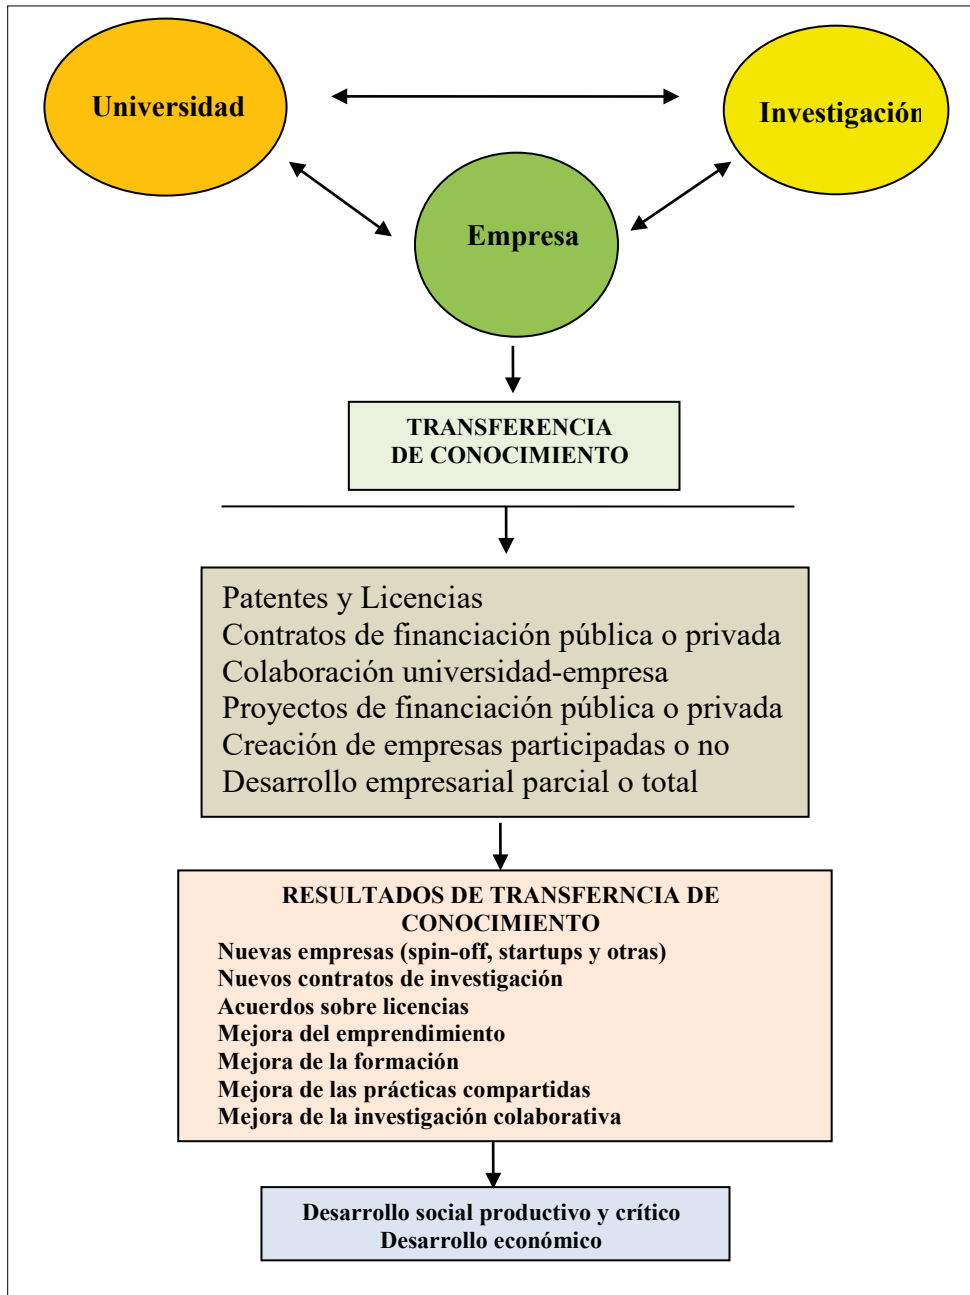 Universidad
Investigación
Empresa
TRANSFERENCIA
DE CONOCIMIENTO
Patentes y Licencias
Contratos de financiación pública o privada
Colaboración universidad-empresa
Proyectos de financiación pública o privada
Creación de empresas participadas o no
Desarrollo empresarial parcial o total
RESULTADOS DE TRANSFERNCIA DE
CONOCIMIENTO
Nuevas empresas (spin-off, startups y otras)
Nuevos contratos de investigación
Acuerdos sobre licencias
Mejora del emprendimiento
Mejora de la formación
Mejora de las prácticas compartidas
Mejora de la investigación colaborativa
Desarrollo social productivo y crítico
Desarrollo económico